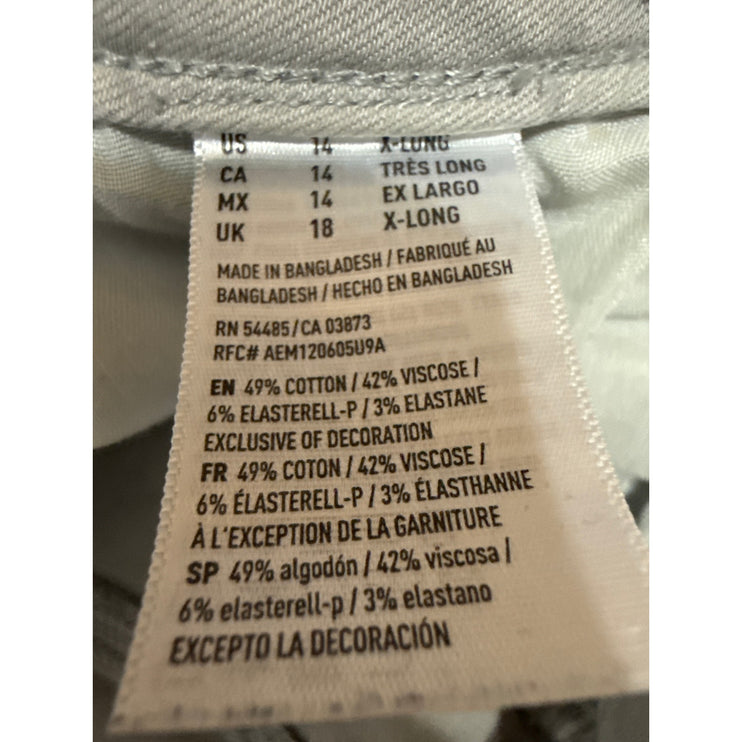 US 14 X-LONG
CA 14 TRÈS LONG
MX 14 EX LARGO
UK 18 X-LONG
MADE IN BANGLADESH / FABRIQUÉ AU
BANGLADESH / HECHO EN BANGLADESH
RN 54485/CA 03873
RFC# AEM120605U9A
EN 49% COTTON / 42% VISCOSE /
6% ELASTERELL-P / 3% ELASTANE
EXCLUSIVE OF DECORATION
FR 49% COTON / 42% VISCOSE /
6% ÉLASTERELL-P / 3% ÉLASTHANNE
À L'EXCEPTION DE LA GARNITURE
SP 49% algodón / 42% viscosa /
6% elasterell-p / 3% elastano
EXCEPTO LA DECORACIÓN